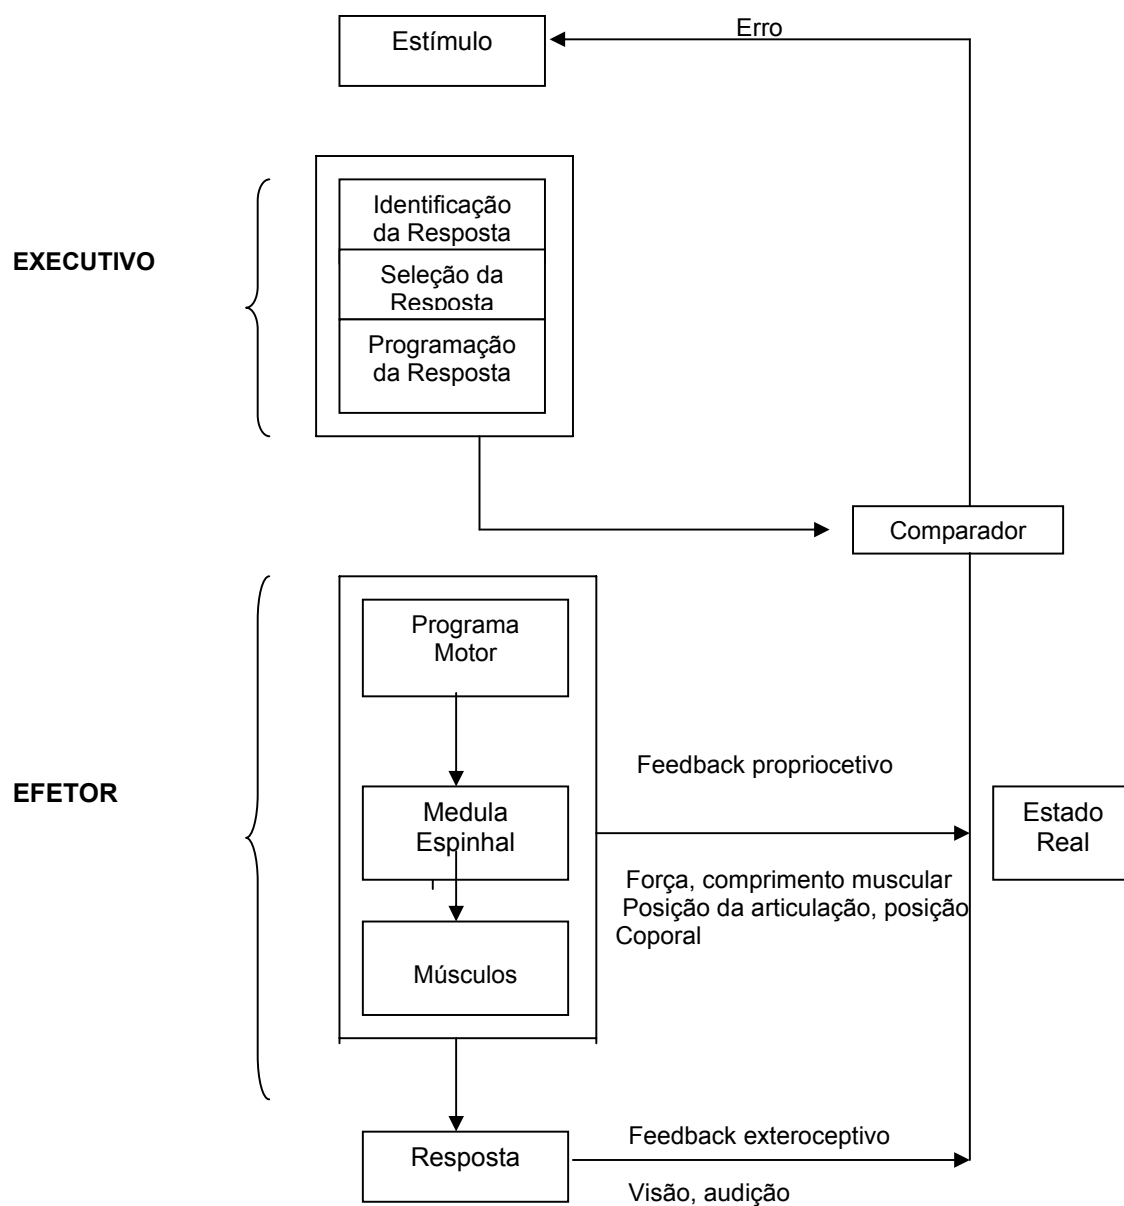 Estímulo
Erro
Identificação
da Resposta
EXECUTIVO
Seleção da
Resposta
Programação
da Resposta
Comparador
Programa
Motor
Feedback propriocetivo
EFETOR
Medula
Espinhal
Estado
Real
Força, comprimento muscular
Posição da articulação, posição
Coporal
Músculos
Feedback exteroceptivo
Resposta
Visão, audição